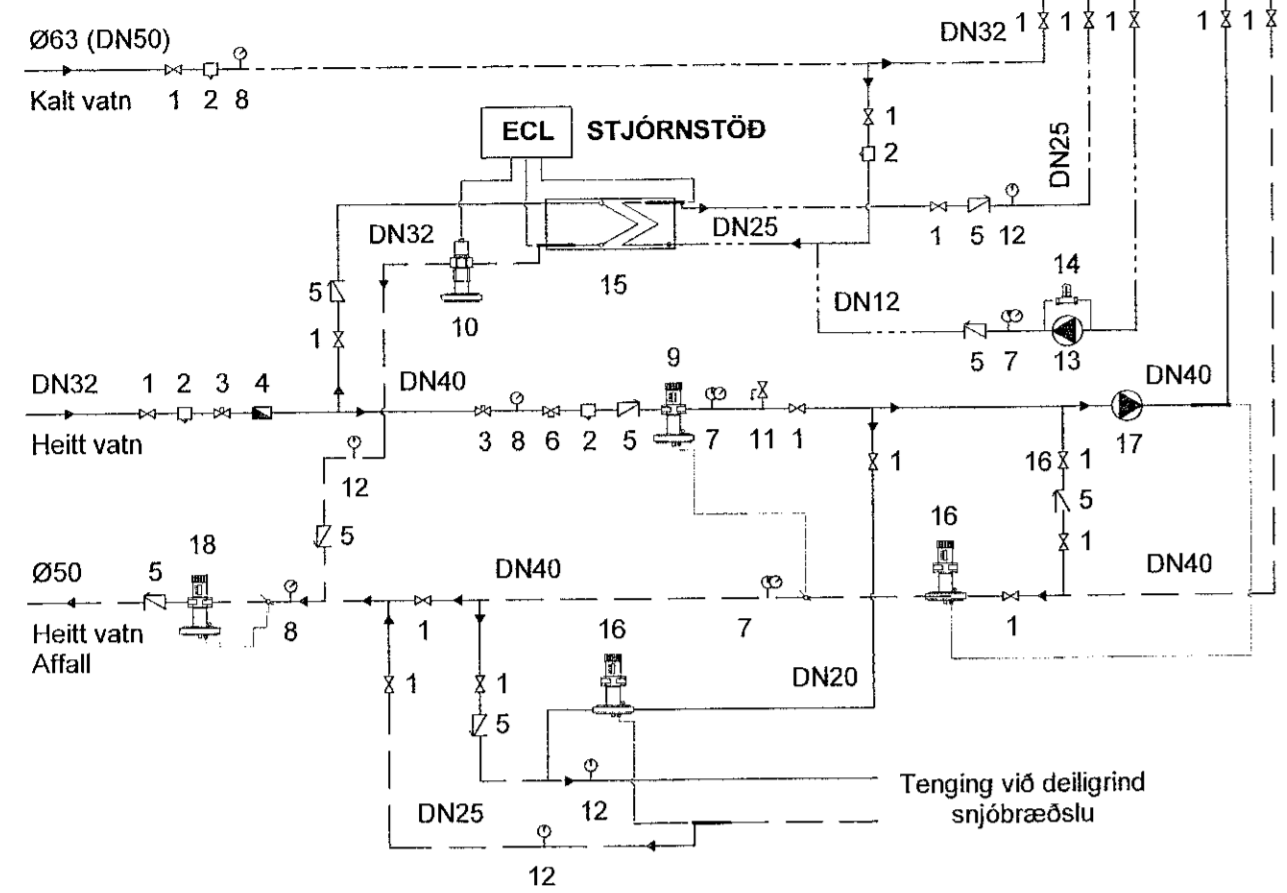 DN32 1 1 1 1 1
Ø63 (DN50)
Kalt vatn 1 2 8
ECL STJÓRNSTÖÐ
1
2
DN25
DN32
DN25
1 5 12
5
10
15
14
DN12
1
5 7 13
DN32 1 2 3 4
DN40
9
DN40
Heitt vatn
3 8 6 2 5 7 11 1
17
12
1
16 1
5
5
1
18
16
Ø50 5
DN40
DN40
Heitt vatn
Affall
8
1
16
7
1
1
1
DN20
5
12
Tenging við deiligrind
snjóbræðslu
DN25
12